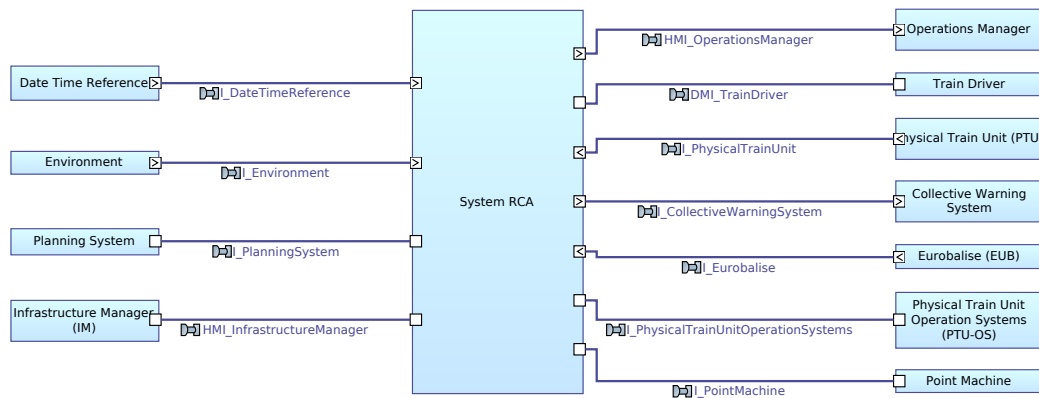 Date Time Reference
I_DateTimeReference
Environment
I_Environment
Planning System
I_PlanningSystem
Infrastructure Manager
(IM)
HMI_InfrastructureManager
System RCA
HMI_OperationsManager
Operations Manager
DMI_TrainDriver
Train Driver
I_PhysicalTrainUnit
hysical Train Unit (PTU
I_CollectiveWarningSystem
Collective Warning
System
I_Eurobalise
Eurobalise (EUB)
I_PhysicalTrainUnitOperationSystems
Physical Train Unit
Operation Systems
(PTU-OS)
I_PointMachine
Point Machine